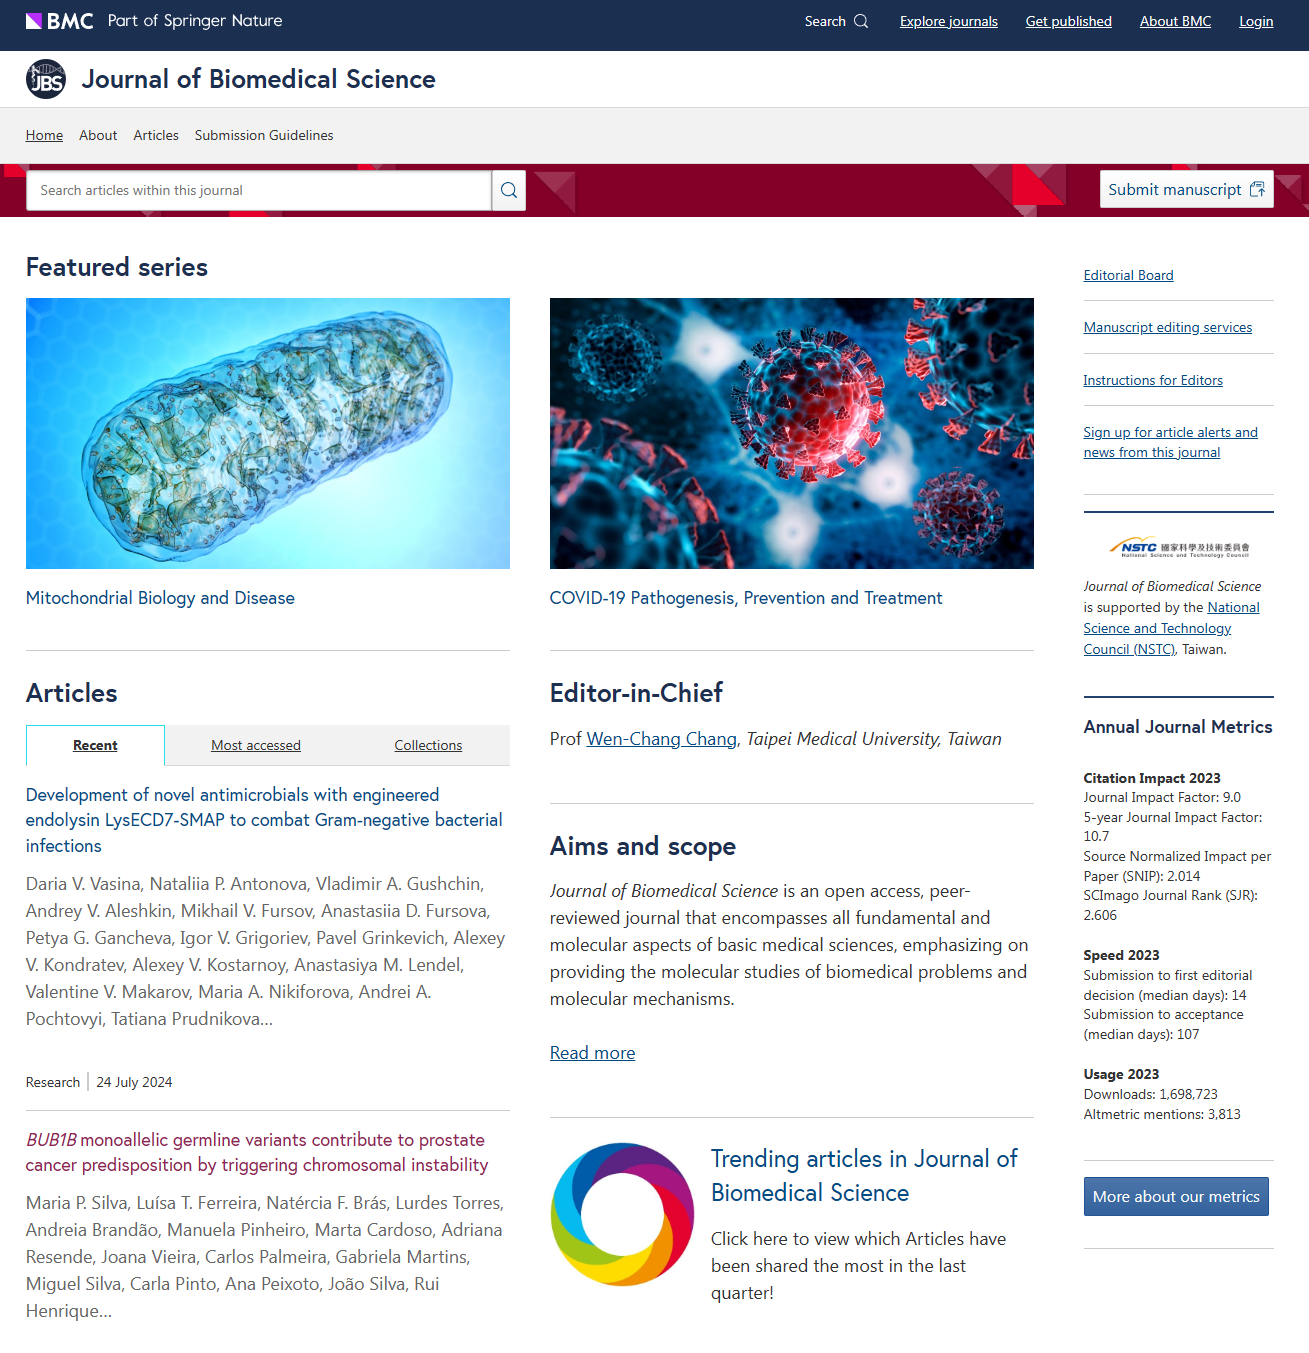 BMC Part of Springer Nature
Search
Explore journals
Get published
About BMC
Login
JBS
Journal of Biomedical Science
Home
About
Articles
Submission Guidelines
Search articles within this journal
Submit manuscript
Featured series
Mitochondrial Biology and Disease
COVID-19 Pathogenesis, Prevention and Treatment
Articles
Recent
Most accessed
Collections
Development of novel antimicrobials with engineered
endolysin LysECD7-SMAP to combat Gram-negative bacterial
infections
Daria V. Vasina, Nataliia P. Antonova, Vladimir A. Gushchin,
Andrey V. Aleshkin, Mikhail V. Fursov, Anastasiia D. Fursova,
Petya G. Gancheva, Igor V. Grigoriev, Pavel Grinkevich, Alexey
V. Kondratev, Alexey V. Kostarnoy, Anastasiya M. Lendel,
Valentine V. Makarov, Maria A. Nikiforova, Andrei A.
Pochtovyi, Tatiana Prudnikova…
Research
24 July 2024
BUB1B monoallelic germline variants contribute to prostate
cancer predisposition by triggering chromosomal instability
Maria P. Silva, Luísa T. Ferreira, Natércia F. Brás, Lurdes Torres,
Andreia Brandão, Manuela Pinheiro, Marta Cardoso, Adriana
Resende, Joana Vieira, Carlos Palmeira, Gabriela Martins,
Miguel Silva, Carla Pinto, Ana Peixoto, João Silva, Rui
Henrique…
Editor-in-Chief
Prof Wen-Chang Chang, Taipei Medical University, Taiwan
Aims and scope
Journal of Biomedical Science is an open access, peer-
reviewed journal that encompasses all fundamental and
molecular aspects of basic medical sciences, emphasizing on
providing the molecular studies of biomedical problems and
molecular mechanisms.
Read more
Trending articles in Journal of
Biomedical Science
Click here to view which Articles have
been shared the most in the last
quarter!
Editorial Board
Manuscript editing services
Instructions for Editors
Sign up for article alerts and
news from this journal
NSTC 國家科學及技術委員會
National Science and Technology Council
Journal of Biomedical Science
is supported by the National
Science and Technology
Council (NSTC), Taiwan.
Annual Journal Metrics
Citation Impact 2023
Journal Impact Factor: 9.0
5-year Journal Impact Factor:
10.7
Source Normalized Impact per
Paper (SNIP): 2.014
SCImago Journal Rank (SJR):
2.606
Speed 2023
Submission to first editorial
decision (median days): 14
Submission to acceptance
(median days): 107
Usage 2023
Downloads: 1,698,723
Altmetric mentions: 3,813
More about our metrics